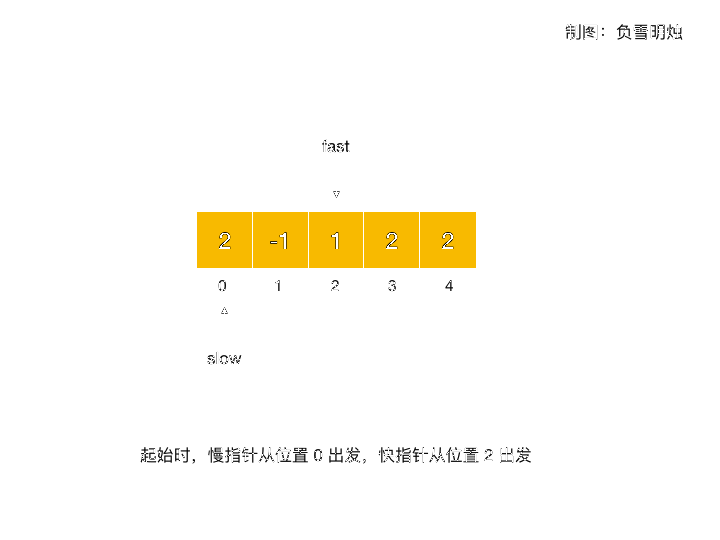 制图：负雪明烛
fast
2 -1 1 2 2
0 1 2 3 4
slow
起始时，慢指针从位置 0 出发，快指针从位置 2 出发